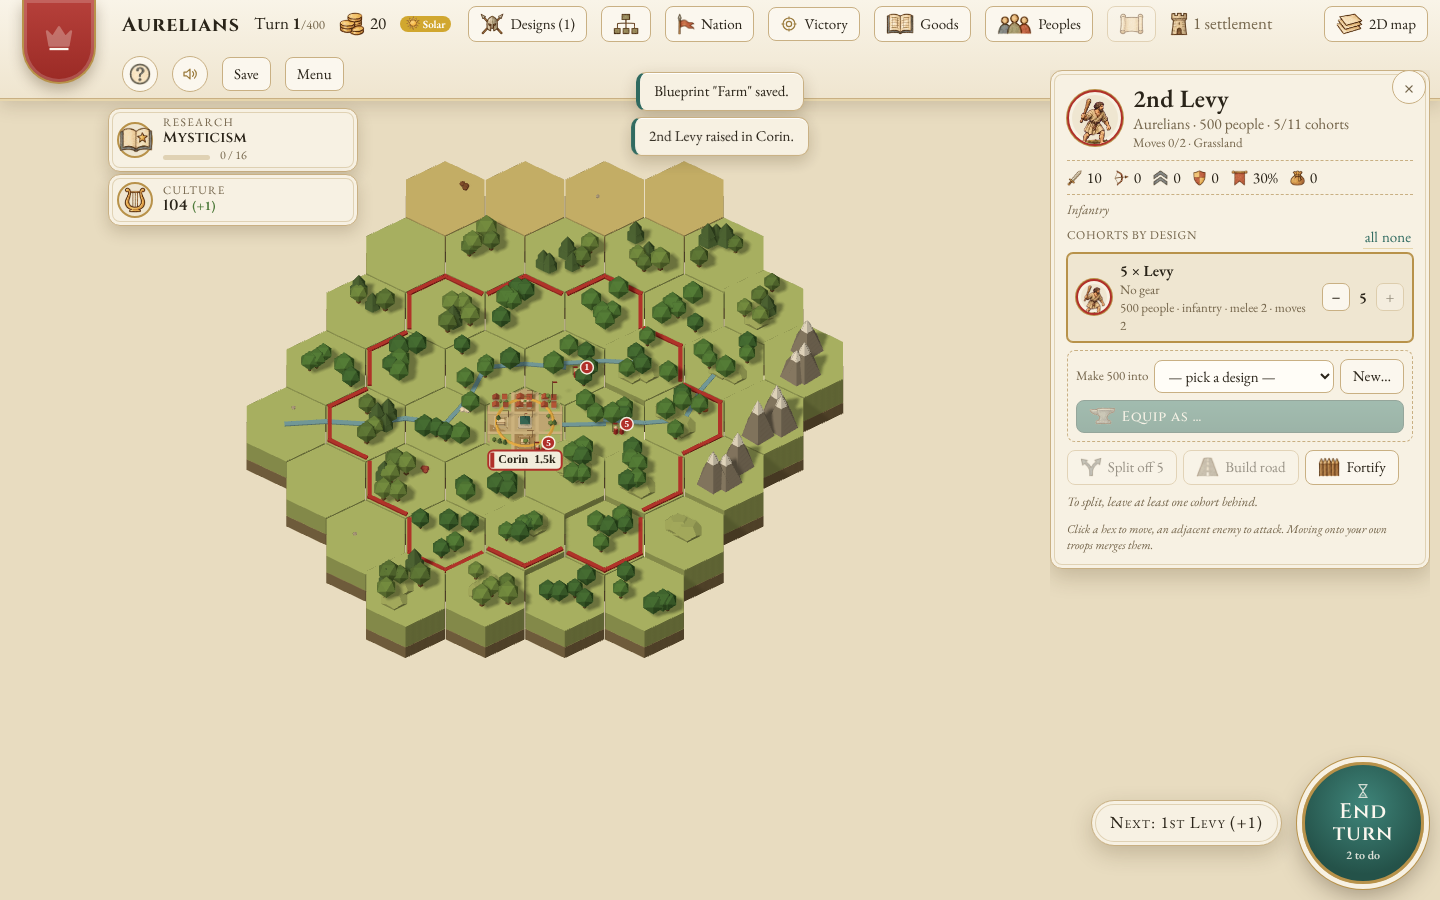 AURELIANS
Turn 1/400
20
Solar
Designs (1)
Nation
Victory
Goods
Peoples
1 settlement
2D map
?
Save
Menu
Blueprint "Farm" saved.
2nd Levy raised in Corin.
RESEARCH
MYSTICISM
0 / 16
CULTURE
104 (+1)
1
5
5
Corin 1.5k
×
2nd Levy
Aurelians · 500 people · 5/11 cohorts
Moves 0/2 · Grassland
10 0 0 0 30% 0
Infantry
COHORTS BY DESIGN
all none
5 × Levy
No gear
500 people · infantry · melee 2 · moves
2
− 5 +
Make 500 into
— pick a design —
New...
EQUIP AS ...
Split off 5
Build road
Fortify
To split, leave at least one cohort behind.
Click a hex to move, an adjacent enemy to attack. Moving onto your own
troops merges them.
NEXT: 1ST LEVY (+1)
END
TURN
2 to do